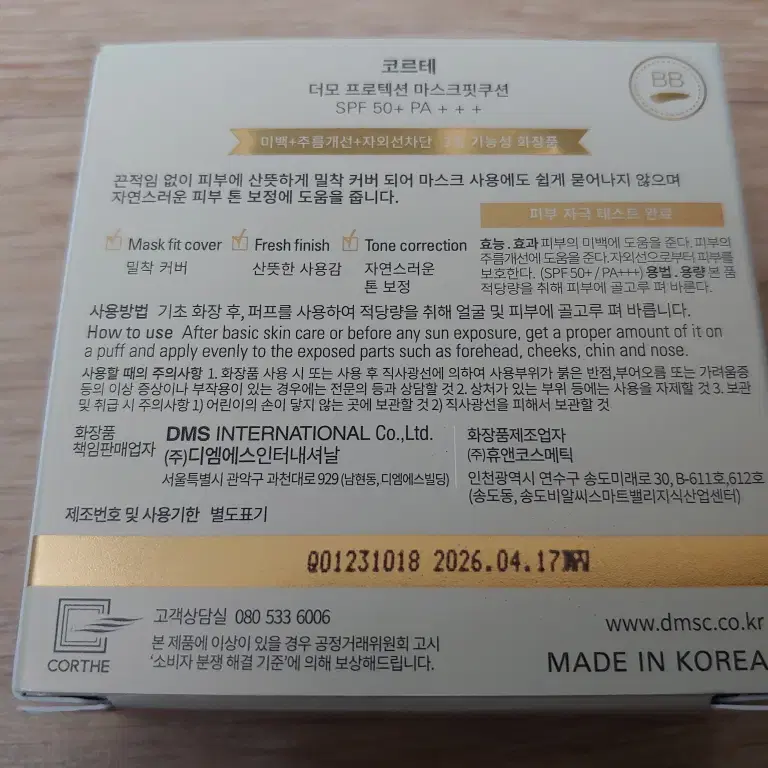 코르테
더모 프로텍션 마스크핏쿠션
SPF 50+ PA + + +
BB
미백+주름개선+자외선차단 기능성 화장품
끈적임 없이 피부에 산뜻하게 밀착 커버 되어 마스크 사용에도 쉽게 묻어나지 않으며
자연스러운 피부 톤 보정에 도움을 줍니다.
피부 자극 테스트 완료
Mask fit cover
밀착 커버
Fresh finish
산뜻한 사용감
Tone correction
자연스러운
톤 보정
효능.효과 피부의 미백에 도움을 준다. 피부의
주름개선에 도움을 준다.자외선으로부터 피부를
보호한다. (SPF50+ / PA+++) 용법.용량 본 품
적당량을 취해 피부에 골고루 펴 바른다.
사용방법 기초 화장 후, 퍼프를 사용하여 적당량을 취해 얼굴 및 피부에 골고루 펴 바릅니다.
How to use After basic skin care or before any sun exposure, get a proper amount of it on
a puff and apply evenly to the exposed parts such as forehead, cheeks, chin and nose.
사용할 때의 주의사항 1. 화장품 사용 시 또는 사용 후 직사광선에 의하여 사용부위가 붉은 반점,부어오름 또는 가려움증
등의 이상 증상이나 부작용이 있는 경우에는 전문의 등과 상담할 것 2. 상처가 있는 부위 등에는 사용을 자제할 것 3. 보관
및 취급 시 주의사항 1) 어린이의 손이 닿지 않는 곳에 보관할 것 2) 직사광선을 피해서 보관할 것
화장품
책임판매업자
DMS INTERNATIONAL Co.,Ltd.
(주)디엠에스인터내셔날
서울특별시 관악구 과천대로 929 (남현동, 디엠에스빌딩)
화장품제조업자
(주)휴앤코스메틱
인천광역시 연수구 송도미래로 30, B-611호,612호
(송도동, 송도비알씨스마트밸리지식산업센터)
제조번호 및 사용기한 별도표기
Q01231018 2026.04.17
CORTHE
고객상담실 080 533 6006
본 제품에 이상이 있을 경우 공정거래위원회 고시
'소비자 분쟁 해결 기준'에 의해 보상해드립니다.
www.dmsc.co.kr
MADE IN KOREA